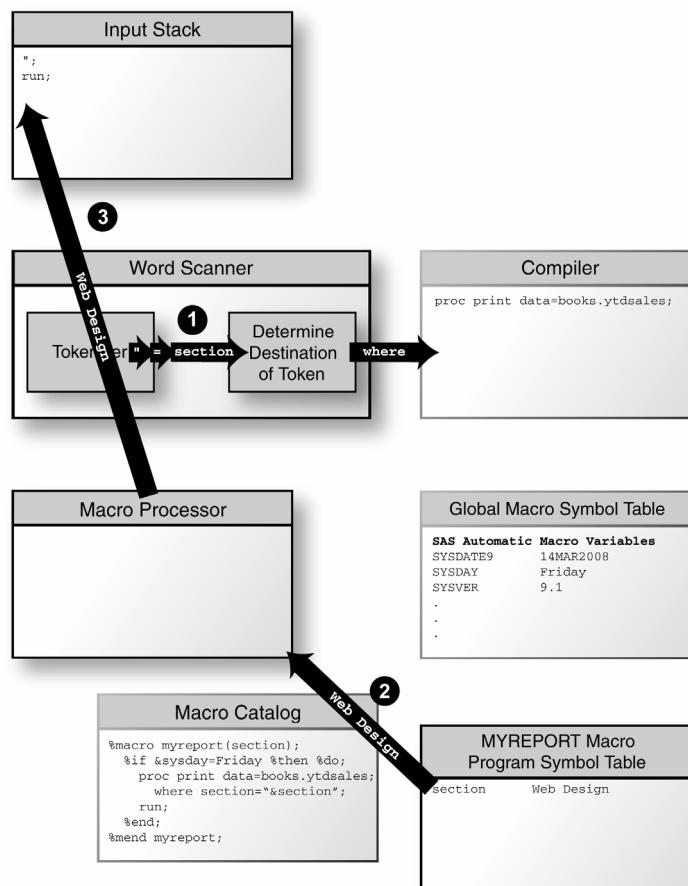 Input Stack
";
run;
3
Web Design
Word Scanner
1
Tokenizer
" = section
Determine
Destination
of Token
where
Compiler
proc print data=books.ytdsales;
Macro Processor
Global Macro Symbol Table
SAS Automatic Macro Variables
SYSDATE9 14MAR2008
SYSDAY Friday
SYSVER 9.1
.
.
.
2
Web Design
Macro Catalog
%macro myreport(section);
%if &sysday=Friday %then %do;
proc print data=books.ytdsales;
where section="&section";
run;
%end;
%mend myreport;
MYREPORT Macro
Program Symbol Table
section Web Design